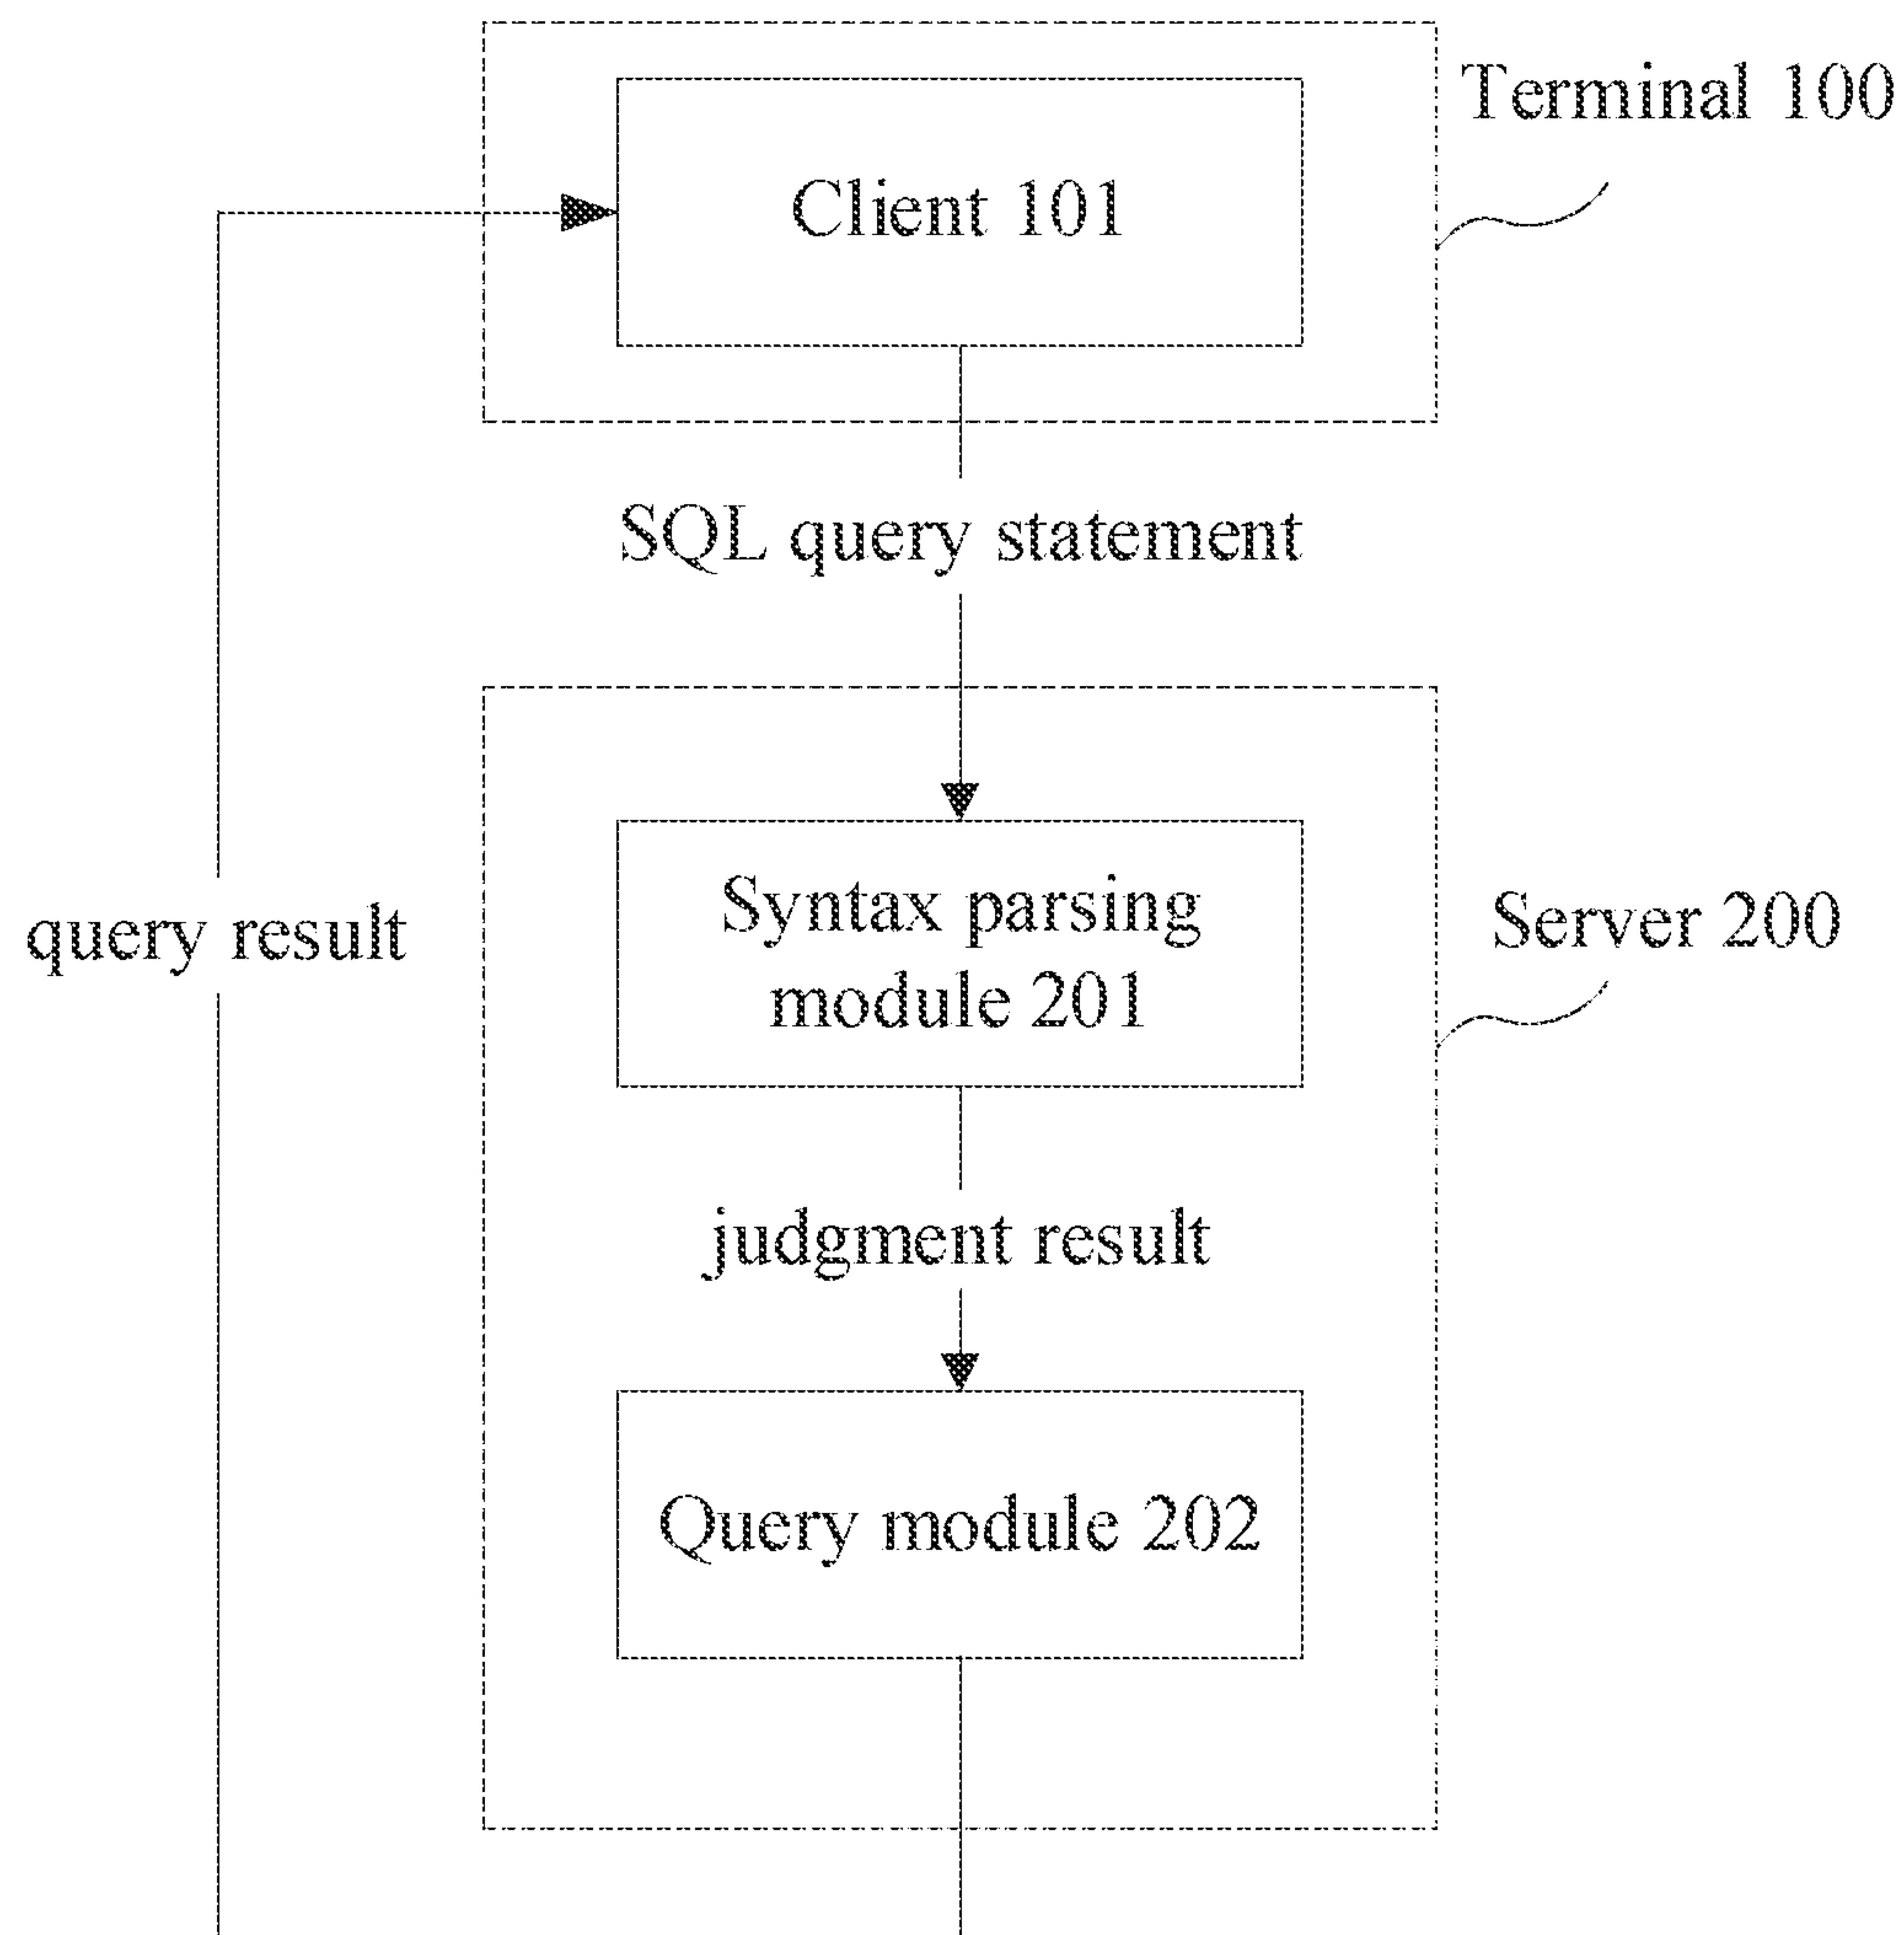 Terminal 100
Client 101
SQL query statement
Syntax parsing
module 201
Server 200
query result
judgment result
Query module 202